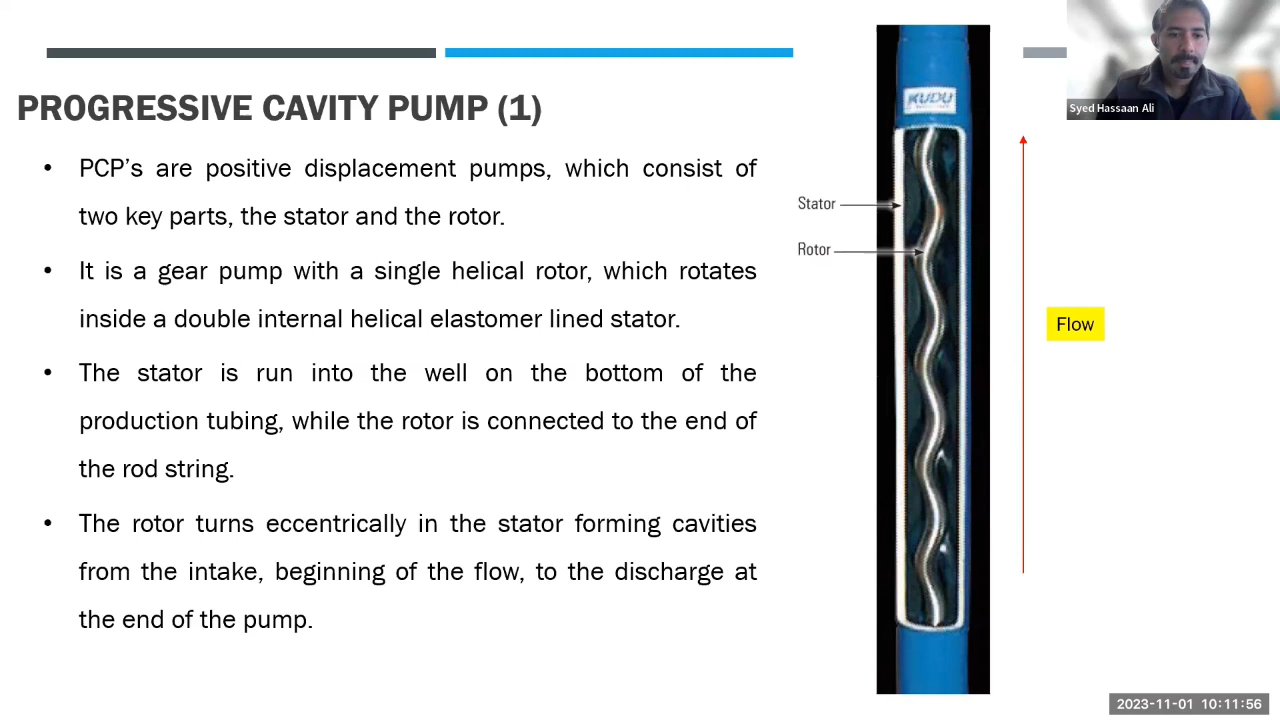 PROGRESSIVE CAVITY PUMP (1)
• PCP’s are positive displacement pumps, which consist of
two key parts, the stator and the rotor.
• It is a gear pump with a single helical rotor, which rotates
inside a double internal helical elastomer lined stator.
• The stator is run into the well on the bottom of the
production tubing, while the rotor is connected to the end of
the rod string.
• The rotor turns eccentrically in the stator forming cavities
from the intake, beginning of the flow, to the discharge at
the end of the pump.
KUDU
Stator
Rotor
Flow
Syed Hassaan Ali
2023-11-01 10:11:56